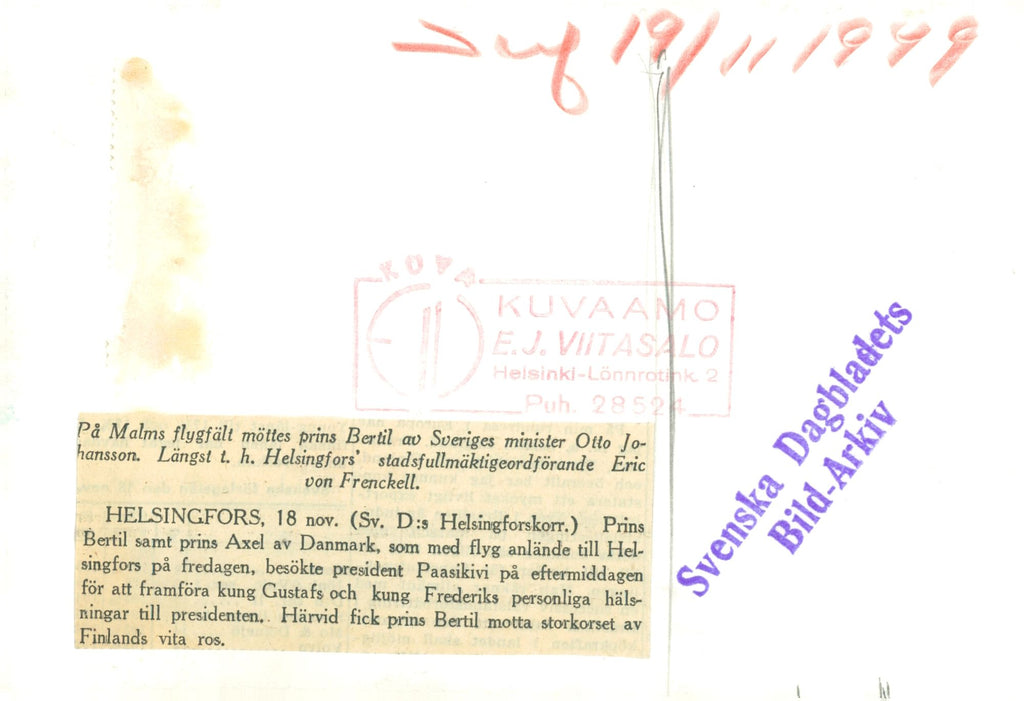 19/11 1949
KUVA
KUVAAMO
E.J. VIITASALO
Helsinki-Lönnrotink. 2
Puh. 28524
Svenska Dagbladets
Bild-Arkiv
På Malms flygfält möttes prins Bertil av Sveriges minister Otto Jo-
hansson. Längst t. h. Helsingfors' stadsfullmäktigeordförande Eric
von Frenckell.
HELSINGFORS, 18 nov. (Sv. D:s Helsingforskorr.) Prins
Bertil samt prins Axel av Danmark, som med flyg anlände till Hel-
singfors på fredagen, besökte president Paasikivi på eftermiddagen
för att framföra kung Gustafs och kung Frederiks personliga häls-
ningar till presidenten. Härvid fick prins Bertil motta storkorset av
Finlands vita ros.